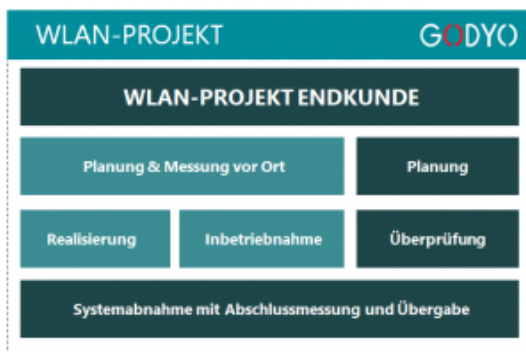 WLAN-PROJEKT
GODYO
WLAN-PROJEKT ENDKUNDE
Planung & Messung vor Ort
Planung
Realisierung
Inbetriebnahme
Überprüfung
Systemabnahme mit Abschlussmessung und Übergabe